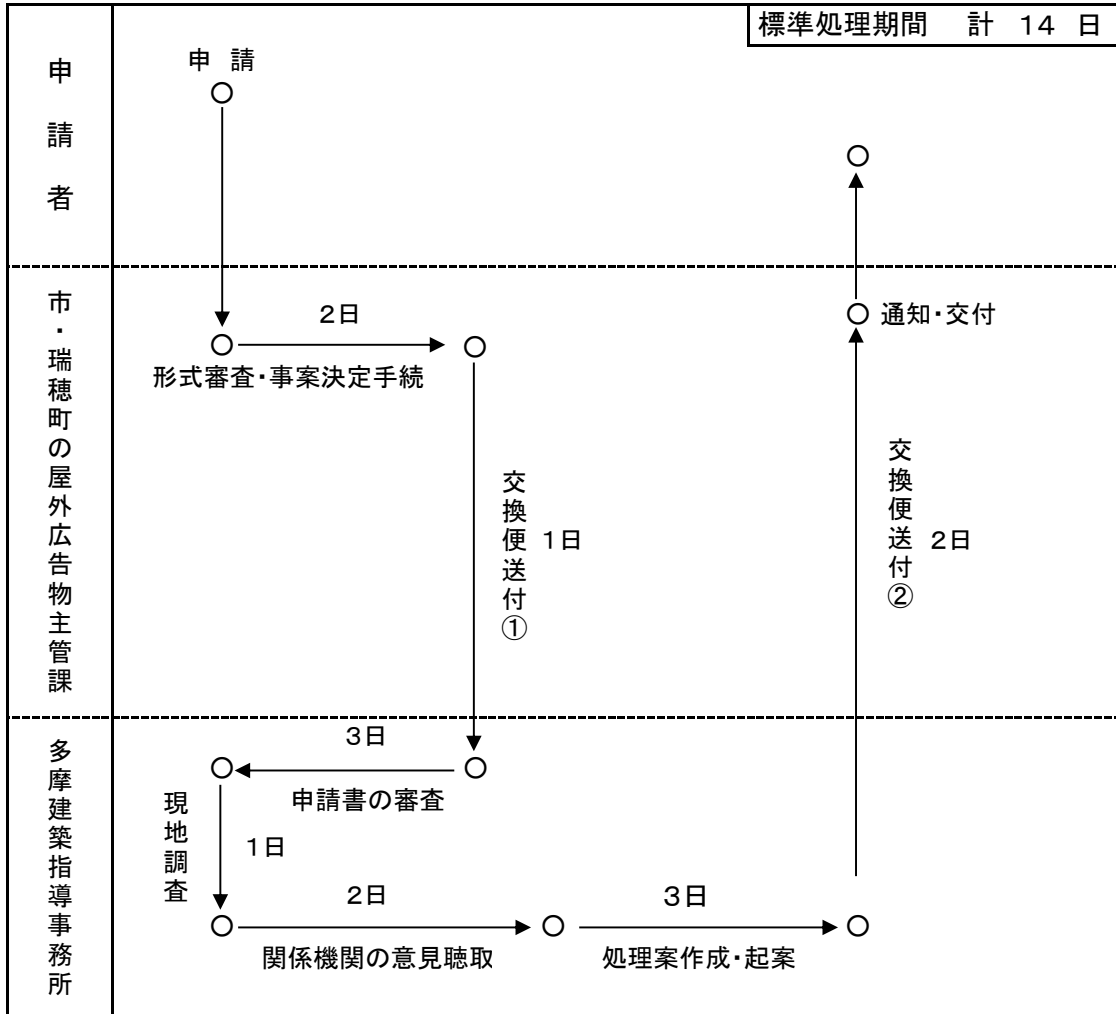 標準処理期間 計 14 日
申請者
申 請
市・瑞穂町の屋外広告物主管課
2日
形式審査・事案決定手続
交換便送付①
1日
通知・交付
交換便送付②
2日
多摩建築指導事務所
3日
申請書の審査
現地調査
1日
2日
関係機関の意見聴取
3日
処理案作成・起案